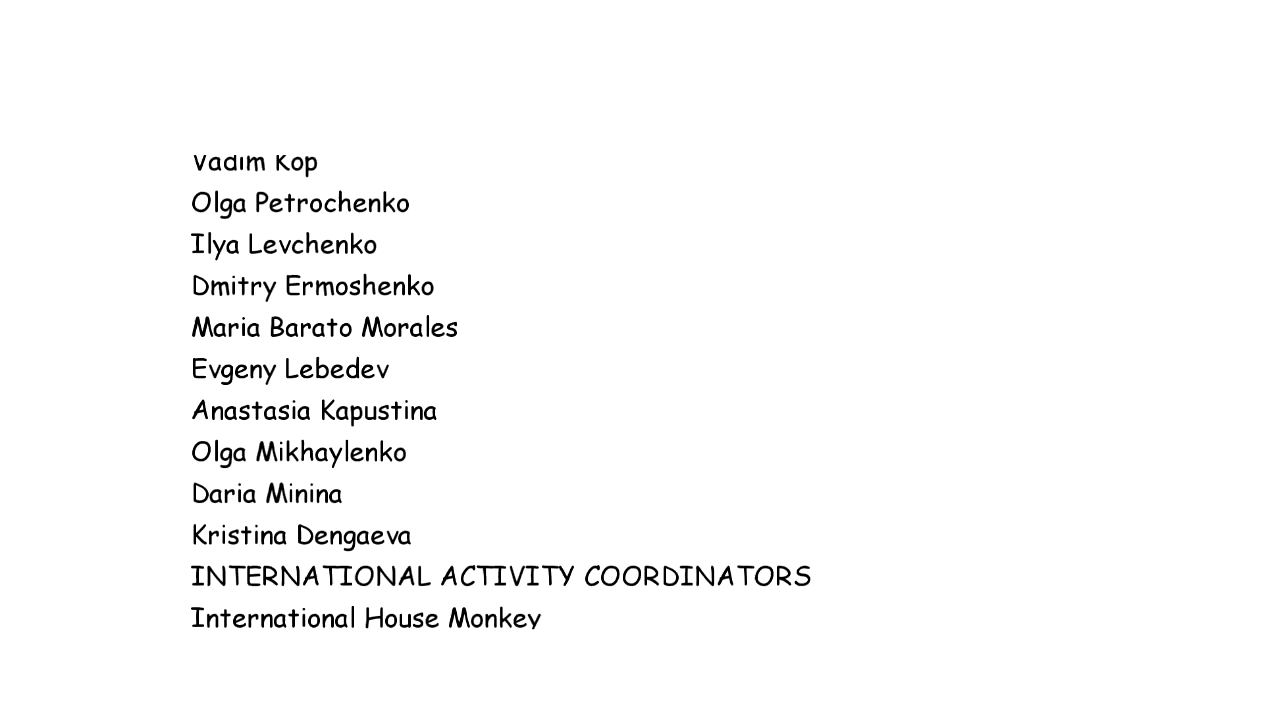 Vadim Kop
Olga Petrochenko
Ilya Levchenko
Dmitry Ermoshenko
Maria Barato Morales
Evgeny Lebedev
Anastasia Kapustina
Olga Mikhaylenko
Daria Minina
Kristina Dengaeva
INTERNATIONAL ACTIVITY COORDINATORS
International House Monkey